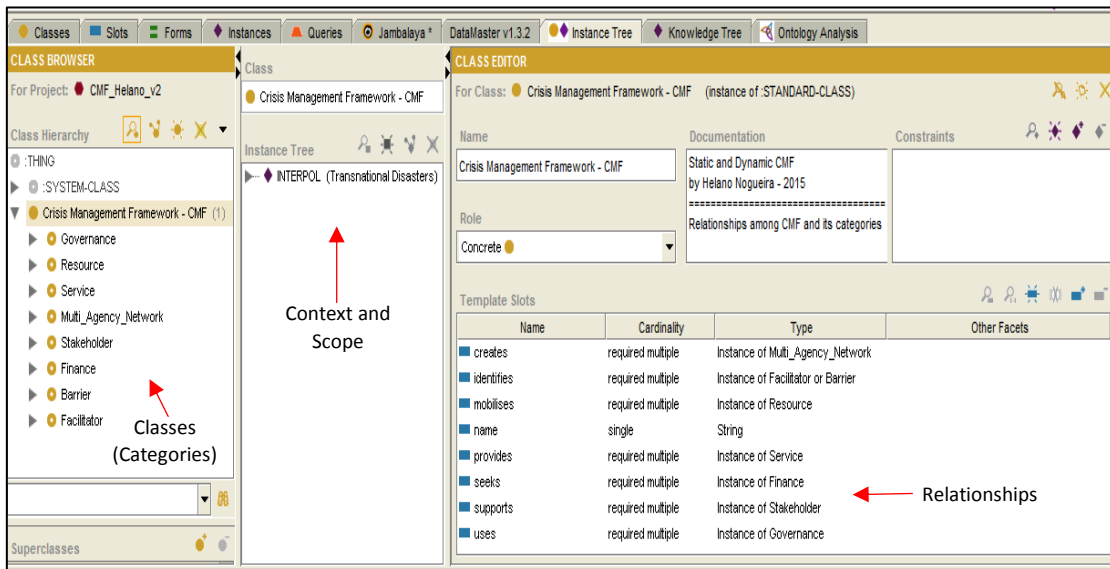 Classes Slots Forms Instances Queries Jambalaya * DataMaster v1.3.2 Instance Tree Knowledge Tree Ontology Analysis
CLASS BROWSER
For Project: CMF_Helano_v2
Class Hierarchy
:THING
:SYSTEM-CLASS
Crisis Management Framework - CMF (1)
Governance
Resource
Service
Multi_Agency_Network
Stakeholder
Finance
Barrier
Facilitator
Classes
(Categories)
Superclasses
Class
Crisis Management Framework - CMF
Instance Tree
INTERPOL (Transnational Disasters)
Context and
Scope
CLASS EDITOR
For Class: Crisis Management Framework - CMF (instance of :STANDARD-CLASS)
Name
Crisis Management Framework - CMF
Role
Concrete
Documentation
Static and Dynamic CMF
by Helano Nogueira - 2015
=====================================
Relationships among CMF and its categories
Constraints
Template Slots
Name Cardinality Type Other Facets
creates required multiple Instance of Multi_Agency_Network
identifies required multiple Instance of Facilitator or Barrier
mobilises required multiple Instance of Resource
name single String
provides required multiple Instance of Service
seeks required multiple Instance of Finance
supports required multiple Instance of Stakeholder
uses required multiple Instance of Governance
Relationships